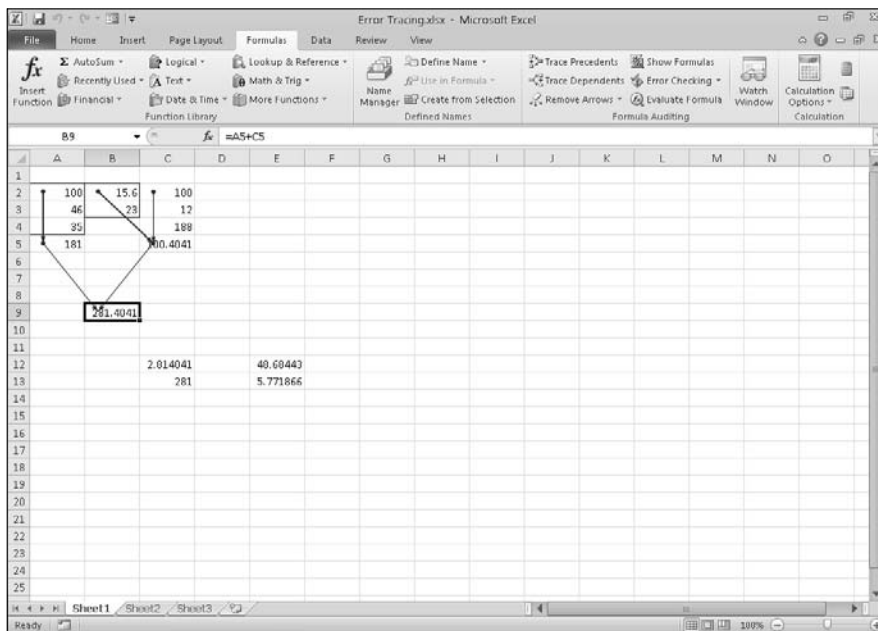 Error Tracing.xlsx - Microsoft Excel
File Home Insert Page Layout Formulas Data Review View
fx Insert Function
Σ AutoSum
Recently Used
Financial
Logical
Text
Date & Time
Lookup & Reference
Math & Trig
More Functions
Function Library
Name Manager
Define Name
Use in Formula
Create from Selection
Defined Names
Trace Precedents
Trace Dependents
Remove Arrows
Show Formulas
Error Checking
Evaluate Formula
Formula Auditing
Watch Window
Calculation Options
Calculation
B9 fx =A5+C5
A B C D E F G H I J K L M N O
1
2 100 15.6 100
3 46 23 12
4 35 188
5 181 00.4041
6
7
8
9 281.4041
10
11
12 2.014041 40.60443
13 281 5.771866
14
15
16
17
18
19
20
21
22
23
24
25
Sheet1 Sheet2 Sheet3
Ready 100%